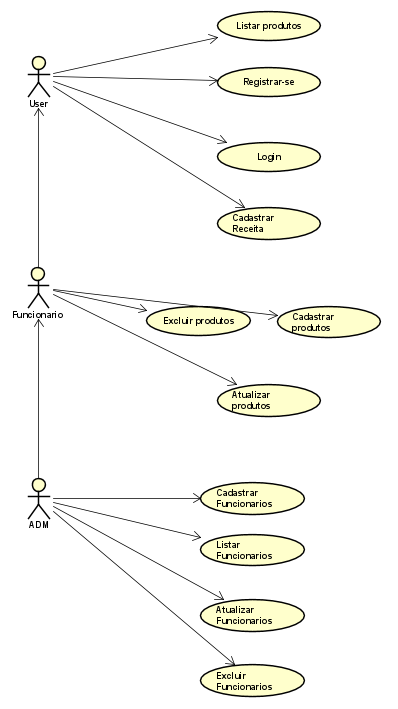 Listar produtos
Registrar-se
User
Login
Cadastrar
Receita
Funcionario
Excluir produtos
Cadastrar
produtos
Atualizar
produtos
ADM
Cadastrar
Funcionarios
Listar
Funcionarios
Atualizar
Funcionarios
Excluir
Funcionarios